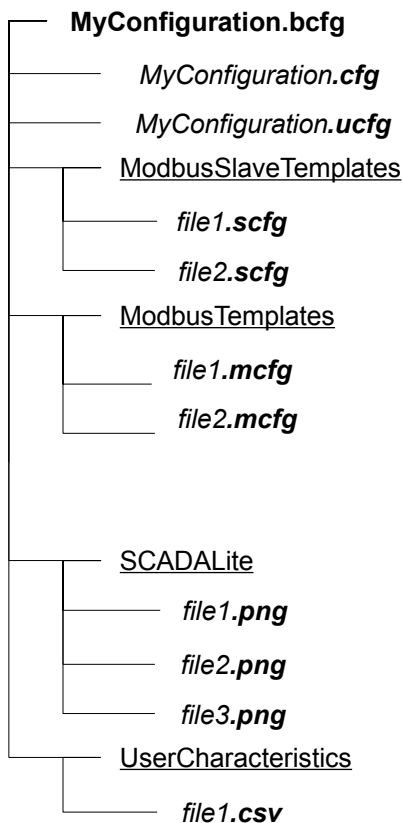 MyConfiguration.bcfg
MyConfiguration.cfg
MyConfiguration.ucfg
ModbusSlaveTemplates
file1.scfg
file2.scfg
ModbusTemplates
file1.mcfg
file2.mcfg
SCADALite
file1.png
file2.png
file3.png
UserCharacteristics
file1.csv